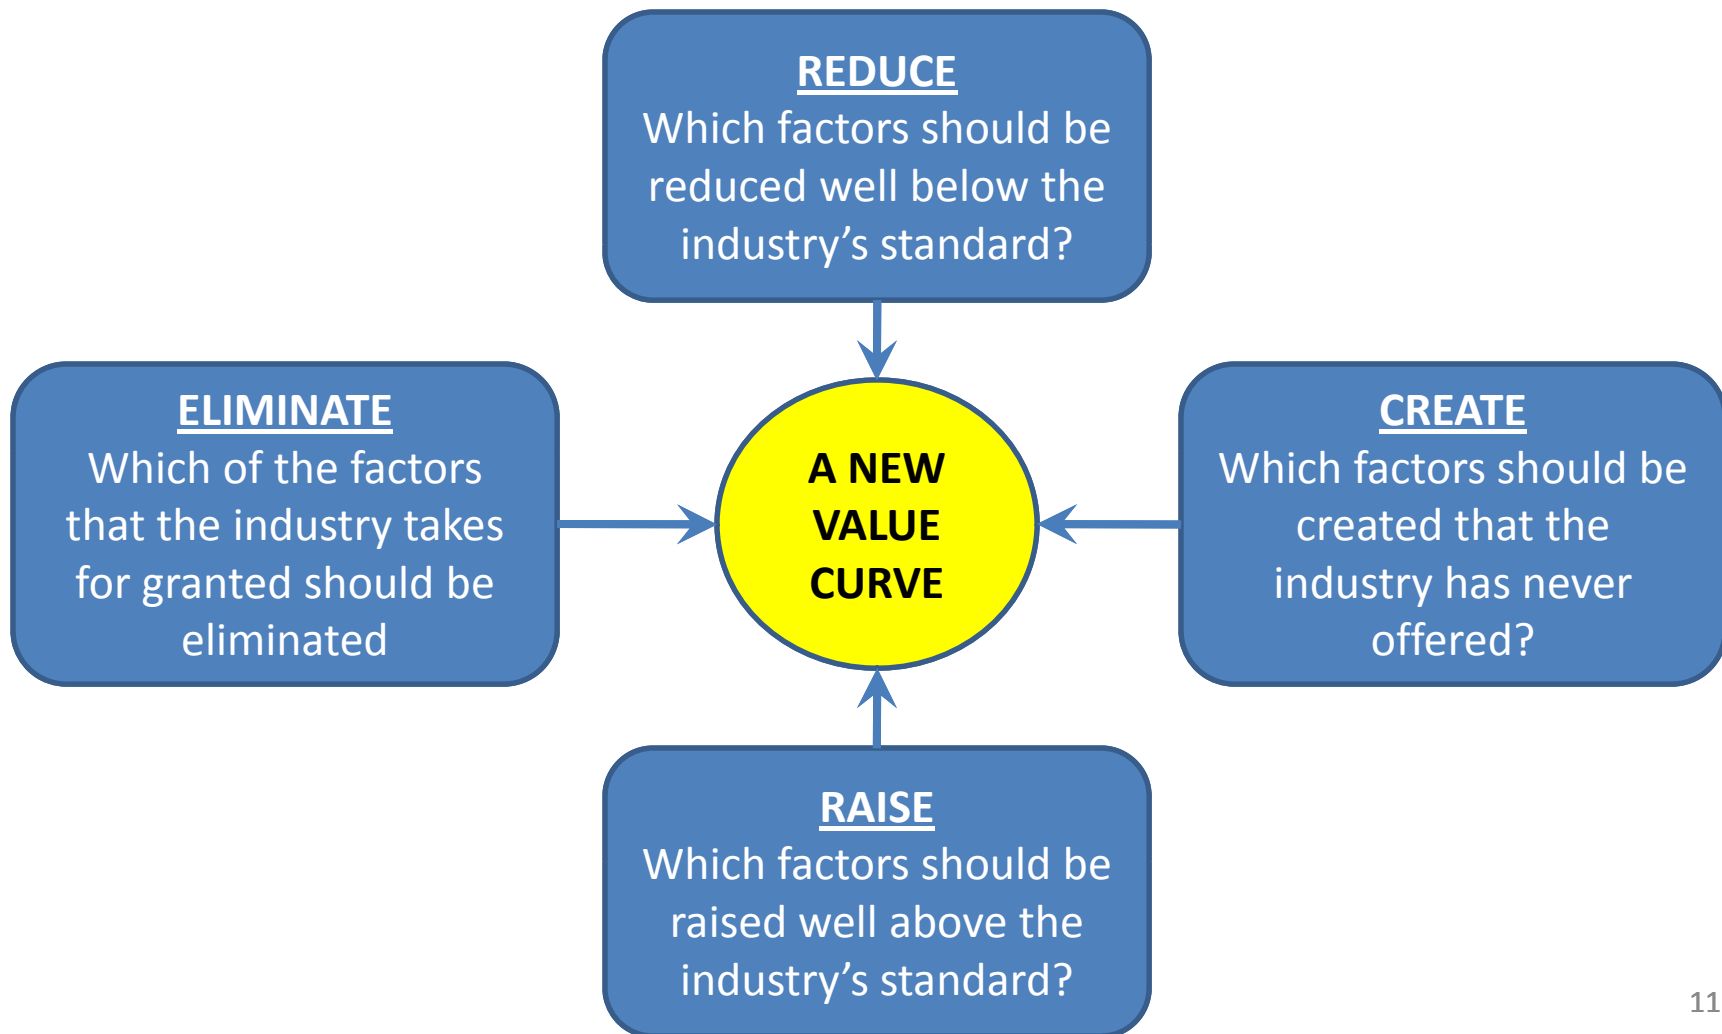 REDUCE
Which factors should be
reduced well below the
industry’s standard?
ELIMINATE
Which of the factors
that the industry takes
for granted should be
eliminated
A NEW
VALUE
CURVE
CREATE
Which factors should be
created that the
industry has never
offered?
RAISE
Which factors should be
raised well above the
industry’s standard?
11